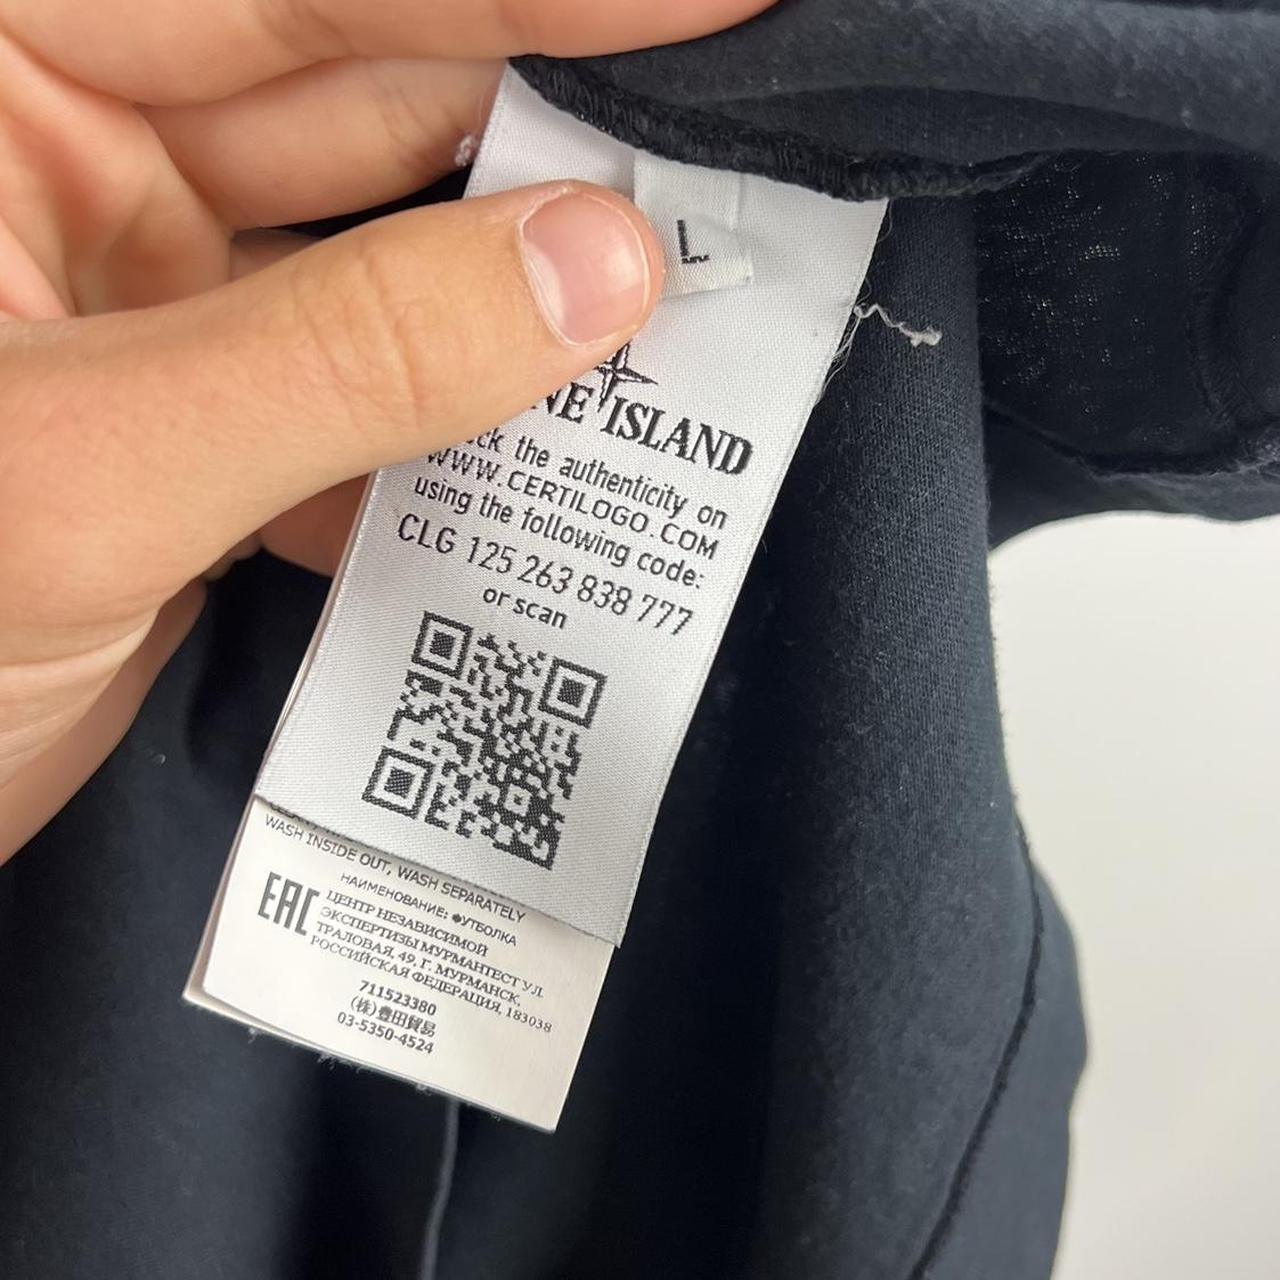 L
NE ISLAND
the authenticity on
WWW.CERTILOGO.COM
using the following code:
CLG 125 263 838 777
or scan
WASH INSIDE OUT, WASH SEPARATELY
EAC
НАИМЕНОВАНИЕ: ФУТБОЛКА
ЦЕНТР НЕЗАВИСИМОЙ
ЭКСПЕРТИЗЫ МУРМАНТЕСТ УЛ.
ТРАЛОВАЯ, 49, Г. МУРМАНСК,
РОССИЙСКАЯ ФЕДЕРАЦИЯ, 183038
711523380
(株)豊田貿易
03-5350-4524